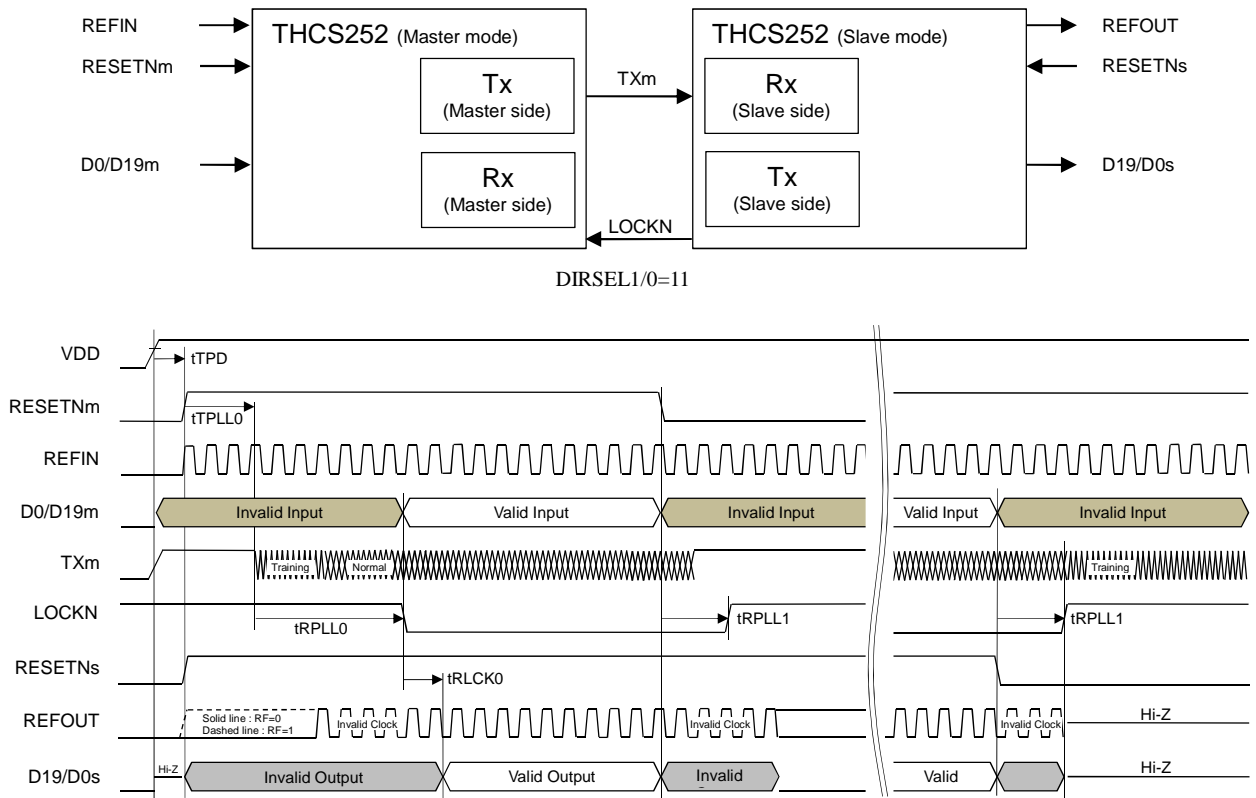 REFIN
THCS252 (Master mode)
THCS252 (Slave mode)
REFOUT
RESETNm
RESETNs
Tx
(Master side)
TXm
Rx
(Slave side)
D0/D19m
D19/D0s
Rx
(Master side)
Tx
(Slave side)
LOCKN
DIRSEL1/0=11
VDD
tTPD
RESETNm
tTPLL0
REFIN
D0/D19m
Invalid Input
Valid Input
Invalid Input
Valid Input
Invalid Input
TXm
Training
Normal
Training
LOCKN
tRPLL0
tRPLL1
tRPLL1
RESETNs
tRLCK0
REFOUT
Solid line : RF=0
Dashed line : RF=1
Invalid Clock
Invalid Clock
Invalid Clock
Hi-Z
D19/D0s
Hi-Z
Invalid Output
Valid Output
Invalid
Valid
Hi-Z